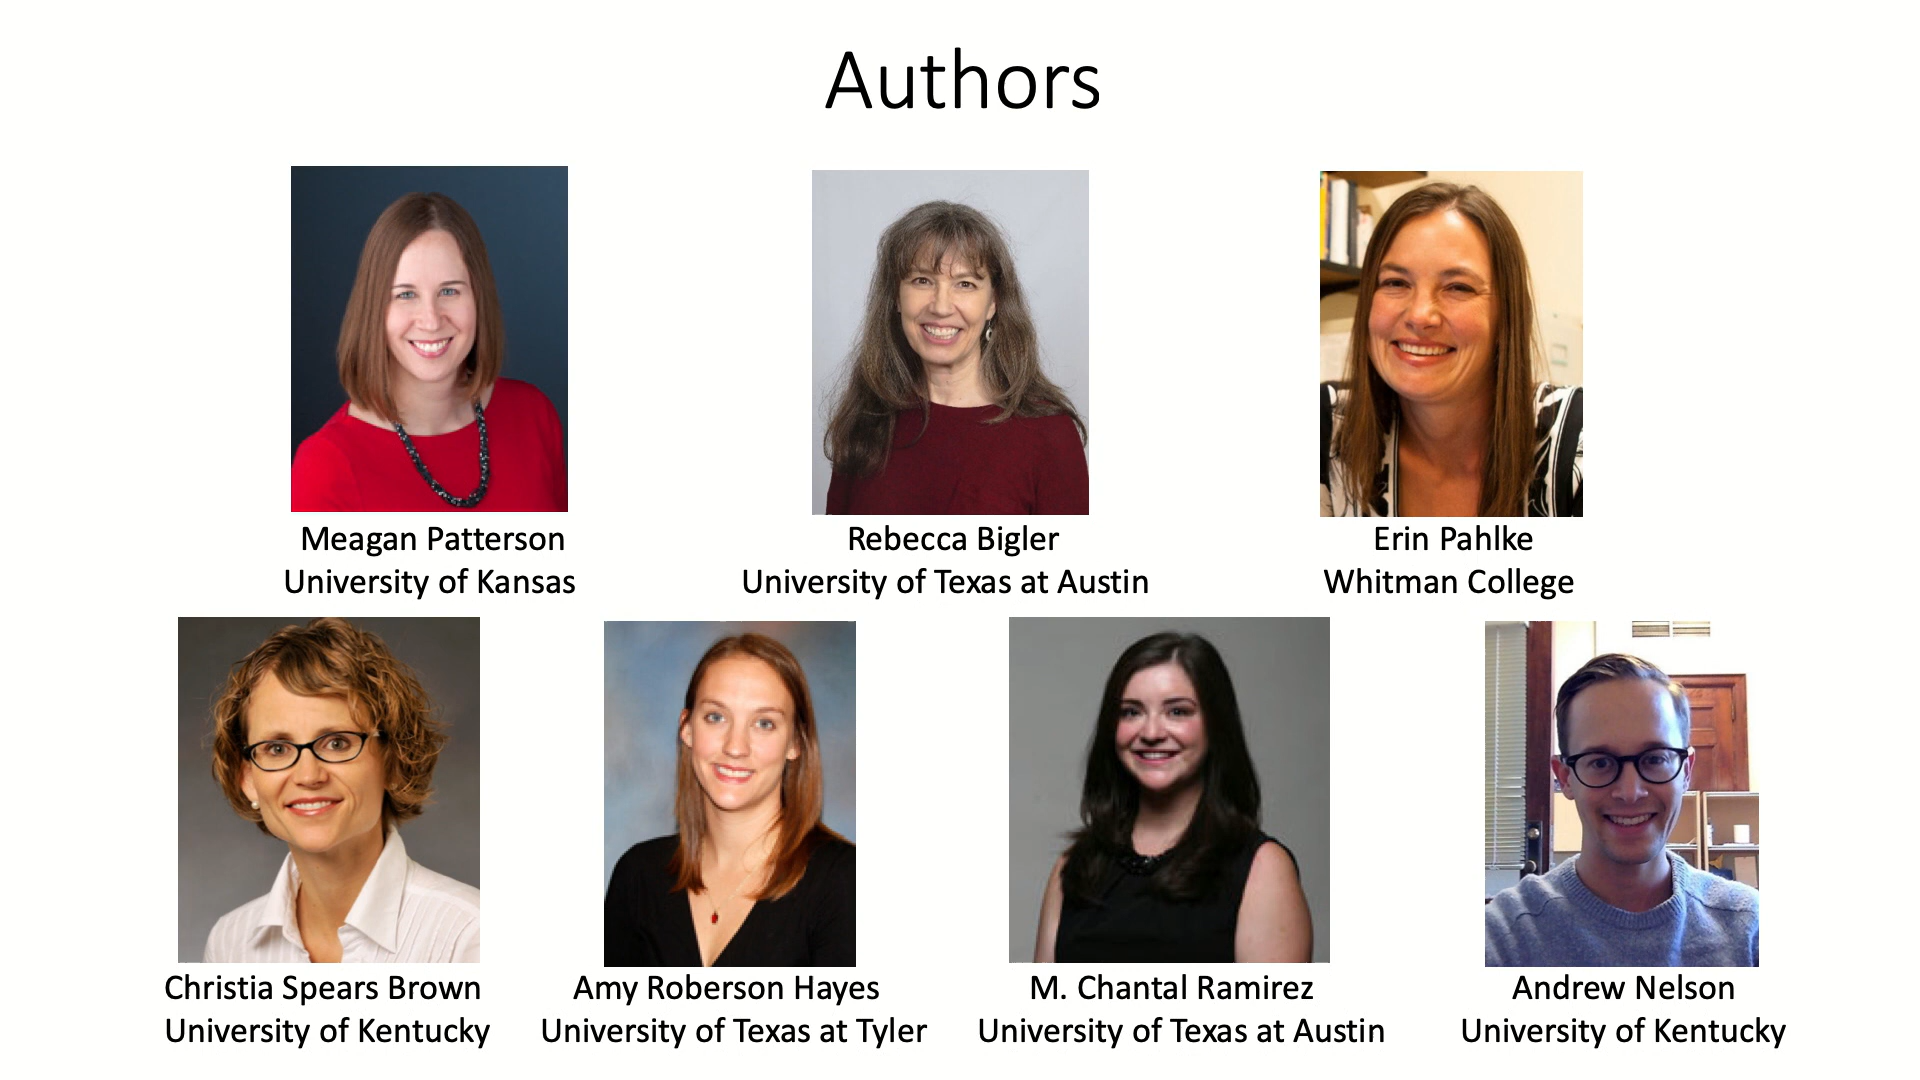 Authors
Meagan Patterson
University of Kansas
Rebecca Bigler
University of Texas at Austin
Erin Pahlke
Whitman College
Christia Spears Brown
University of Kentucky
Amy Roberson Hayes
University of Texas at Tyler
M. Chantal Ramirez
University of Texas at Austin
Andrew Nelson
University of Kentucky